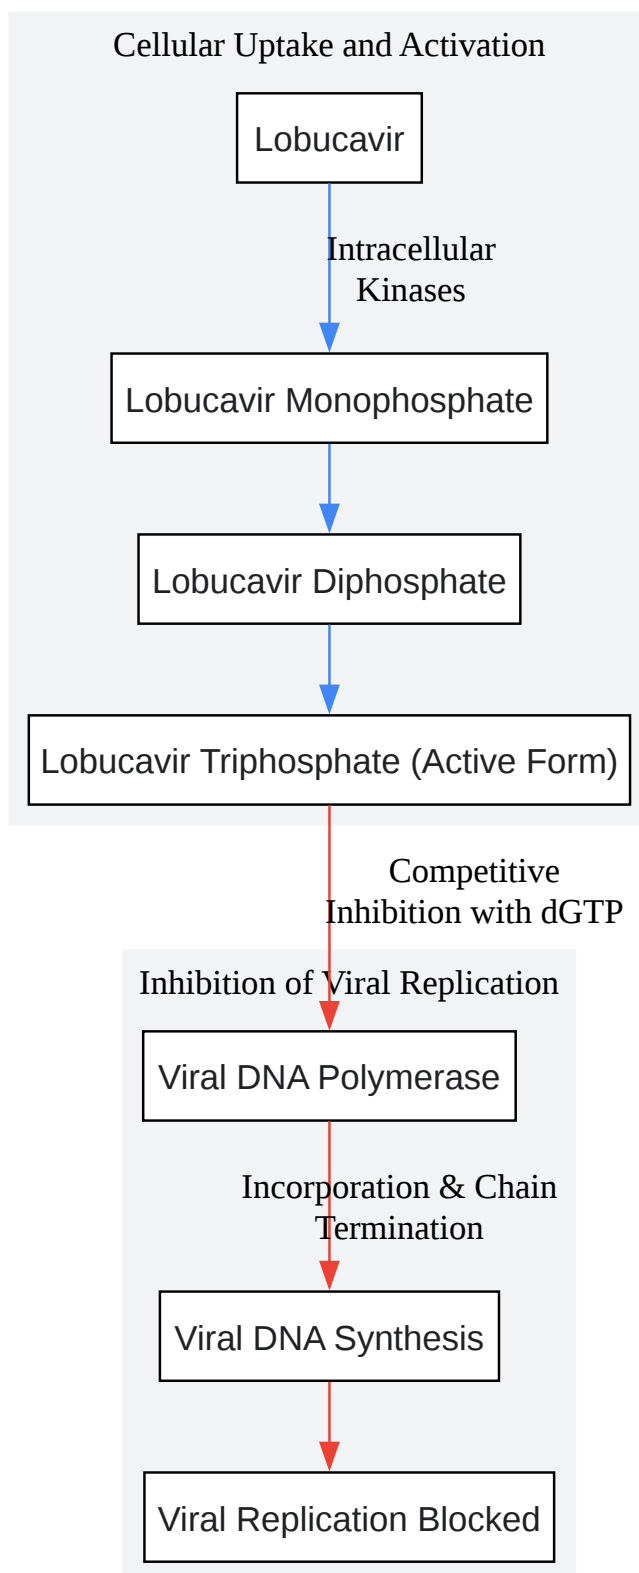 Cellular Uptake and Activation
Lobucavir
Intracellular
Kinases
Lobucavir Monophosphate
Lobucavir Diphosphate
Lobucavir Triphosphate (Active Form)
Competitive
Inhibition with dGTP
Inhibition of Viral Replication
Viral DNA Polymerase
Incorporation & Chain
Termination
Viral DNA Synthesis
Viral Replication Blocked